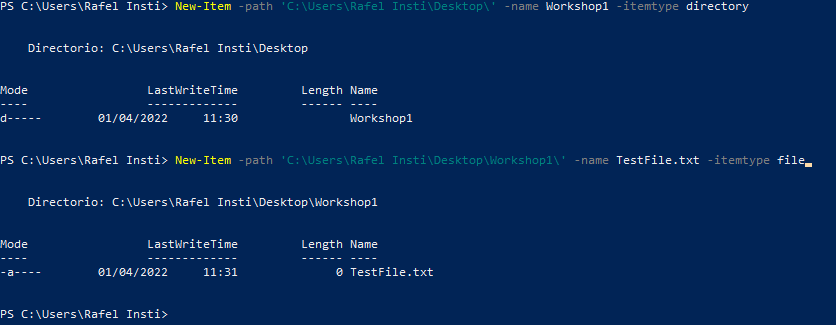 PS C:\Users\Rafel Insti> New-Item -path 'C:\Users\Rafel Insti\Desktop\' -name Workshop1 -itemtype directory
Directorio: C:\Users\Rafel Insti\Desktop
Mode                 LastWriteTime         Length Name
----                 -------------         ------ ----
d-----        01/04/2022     11:30                Workshop1
PS C:\Users\Rafel Insti> New-Item -path 'C:\Users\Rafel Insti\Desktop\Workshop1\' -name TestFile.txt -itemtype file
Directorio: C:\Users\Rafel Insti\Desktop\Workshop1
Mode                 LastWriteTime         Length Name
----                 -------------         ------ ----
-a----        01/04/2022     11:31              0 TestFile.txt
PS C:\Users\Rafel Insti>